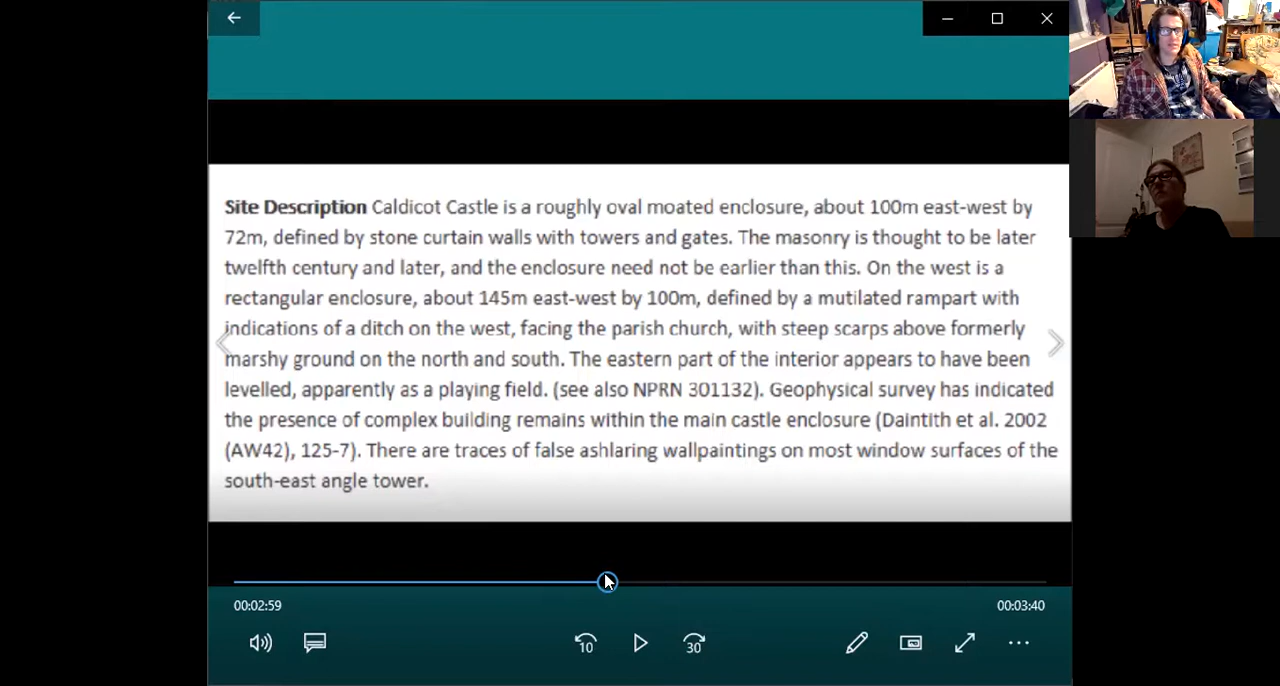 Site Description Caldicot Castle is a roughly oval moated enclosure, about 100m east-west by
72m, defined by stone curtain walls with towers and gates. The masonry is thought to be later
twelfth century and later, and the enclosure need not be earlier than this. On the west is a
rectangular enclosure, about 145m east-west by 100m, defined by a mutilated rampart with
indications of a ditch on the west, facing the parish church, with steep scarps above formerly
marshy ground on the north and south. The eastern part of the interior appears to have been
levelled, apparently as a playing field. (see also NPRN 301132). Geophysical survey has indicated
the presence of complex building remains within the main castle enclosure (Daintith et al. 2002
(AW42), 125-7). There are traces of false ashlaring wallpaintings on most window surfaces of the
south-east angle tower.
00:02:59
00:03:40
10
30